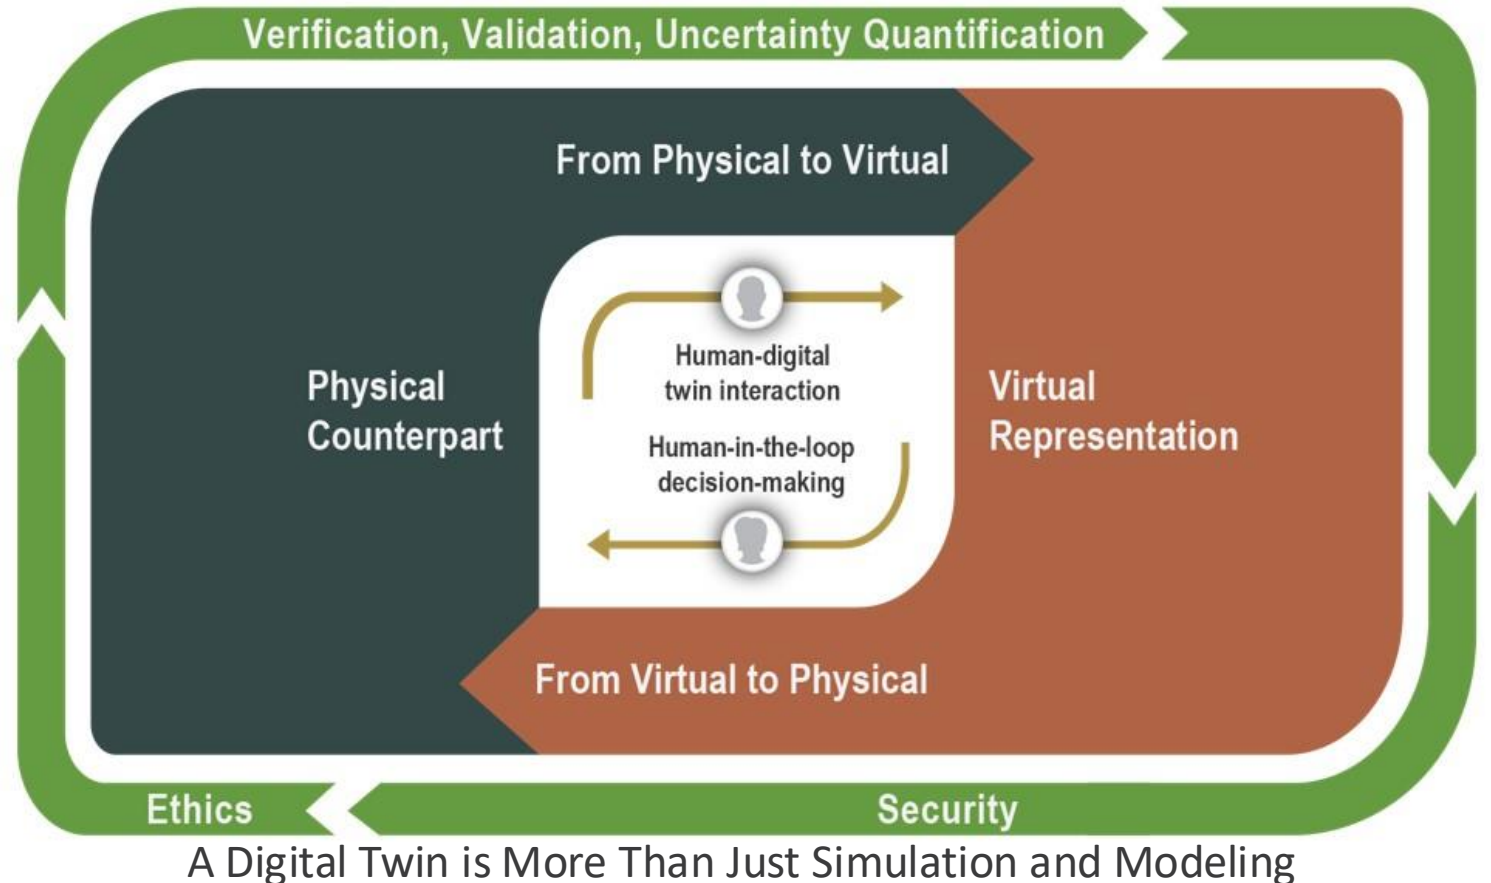 Verification, Validation, Uncertainty Quantification
From Physical to Virtual
Physical
Counterpart
Human-digital
twin interaction
Human-in-the-loop
decision-making
Virtual
Representation
From Virtual to Physical
Ethics
Security
A Digital Twin is More Than Just Simulation and Modeling